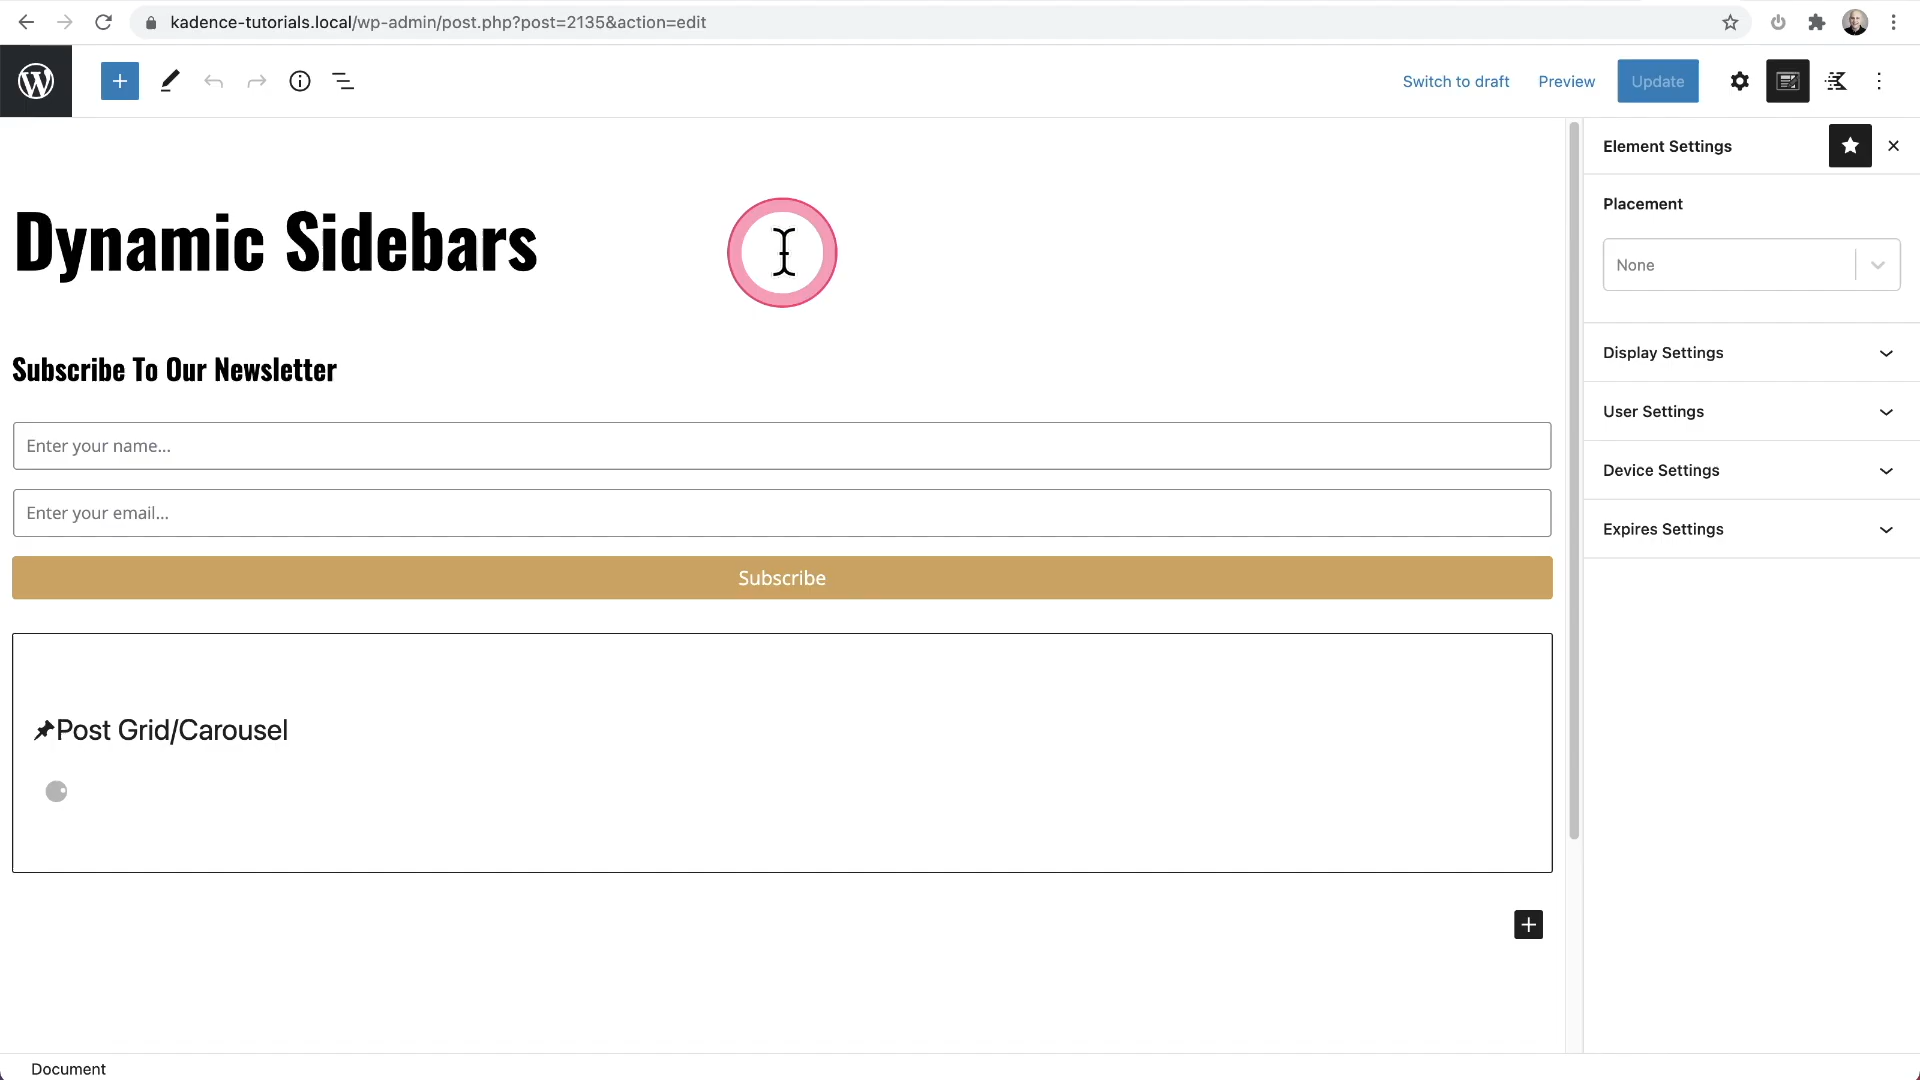 kadence-tutorials.local/wp-admin/post.php?post=2135&action=edit
Switch to draft
Preview
Update
Element Settings
Placement
None
Display Settings
User Settings
Device Settings
Expires Settings
Dynamic Sidebars
Subscribe To Our Newsletter
Enter your name...
Enter your email...
Subscribe
Post Grid/Carousel
Document